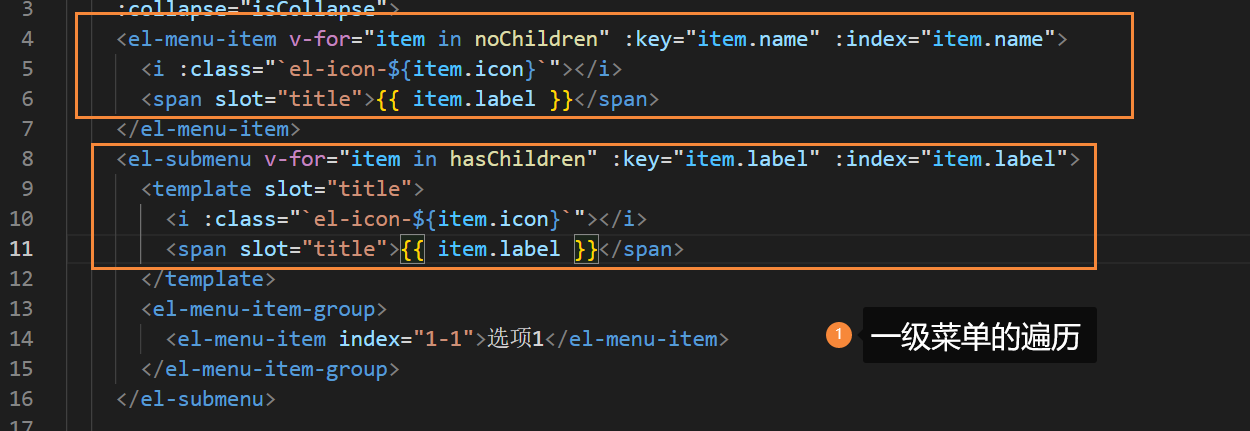 3 :collapse="isCollapse">
4 <el-menu-item v-for="item in noChildren" :key="item.name" :index="item.name">
5 <i :class="`el-icon-${item.icon}`"></i>
6 <span slot="title">{{ item.label }}</span>
7 </el-menu-item>
8 <el-submenu v-for="item in hasChildren" :key="item.label" :index="item.label">
9 <template slot="title">
10 <i :class="`el-icon-${item.icon}`"></i>
11 <span slot="title">{{ item.label }}</span>
12 </template>
13 <el-menu-item-group>
14 <el-menu-item index="1-1">选项1</el-menu-item>
1 一级菜单的遍历
15 </el-menu-item-group>
16 </el-submenu>
17